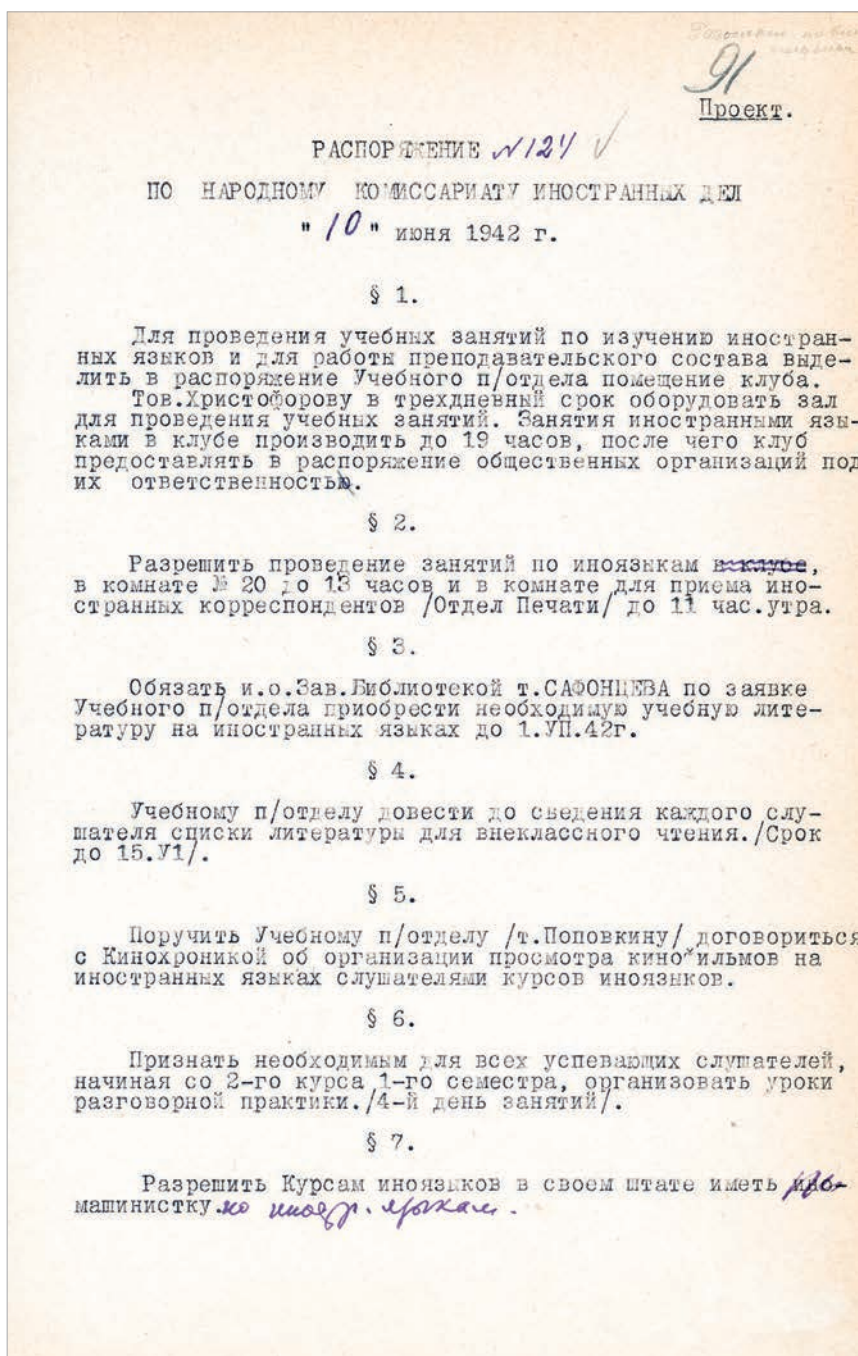 91
Проект.
РАСПОРЯЖЕНИЕ №124
ПО НАРОДНОМУ КОМИССАРИАТУ ИНОСТРАННЫХ ДЕЛ
"10" июня 1942 г.
§ 1.
Для проведения учебных занятий по изучению иностран-
ных языков и для работы преподавательского состава выде-
лить в распоряжение Учебного п/отдела помещение клуба.
Тов.Христофорову в трехдневный срок оборудовать зал
для проведения учебных занятий. Занятия иностранными язы-
ками в клубе производить до 19 часов, после чего клуб
предоставлять в распоряжение общественных организаций под
их ответственность.
§ 2.
Разрешить проведение занятий по иноязыкам в клубе,
в комнате № 20 до 13 часов и в комнате для приема ино-
странных корреспондентов /Отдел Печати/ до 11 час.утра.
§ 3.
Обязать и.о.Зав.Библиотекой т.САФОНЦЕВА по заявке
Учебного п/отдела приобрести необходимую учебную лите-
ратуру на иностранных языках до 1.УП.42г.
§ 4.
Учебному п/отделу довести до сведения каждого слу-
шателя списки литературы для внеклассного чтения./Срок
до 15.У1/.
§ 5.
Поручить Учебному п/отделу /т.Поповкину/ договориться
с Кинохроникой об организации просмотра кинофильмов на
иностранных языках слушателями курсов иноязыков.
§ 6.
Признать необходимым для всех успевающих слушателей,
начиная со 2-го курса 1-го семестра, организовать уроки
разговорной практики./4-й день занятий/.
§ 7.
Разрешить Курсам иноязыков в своем штате иметь ино-
машинистку по иностр. языкам.